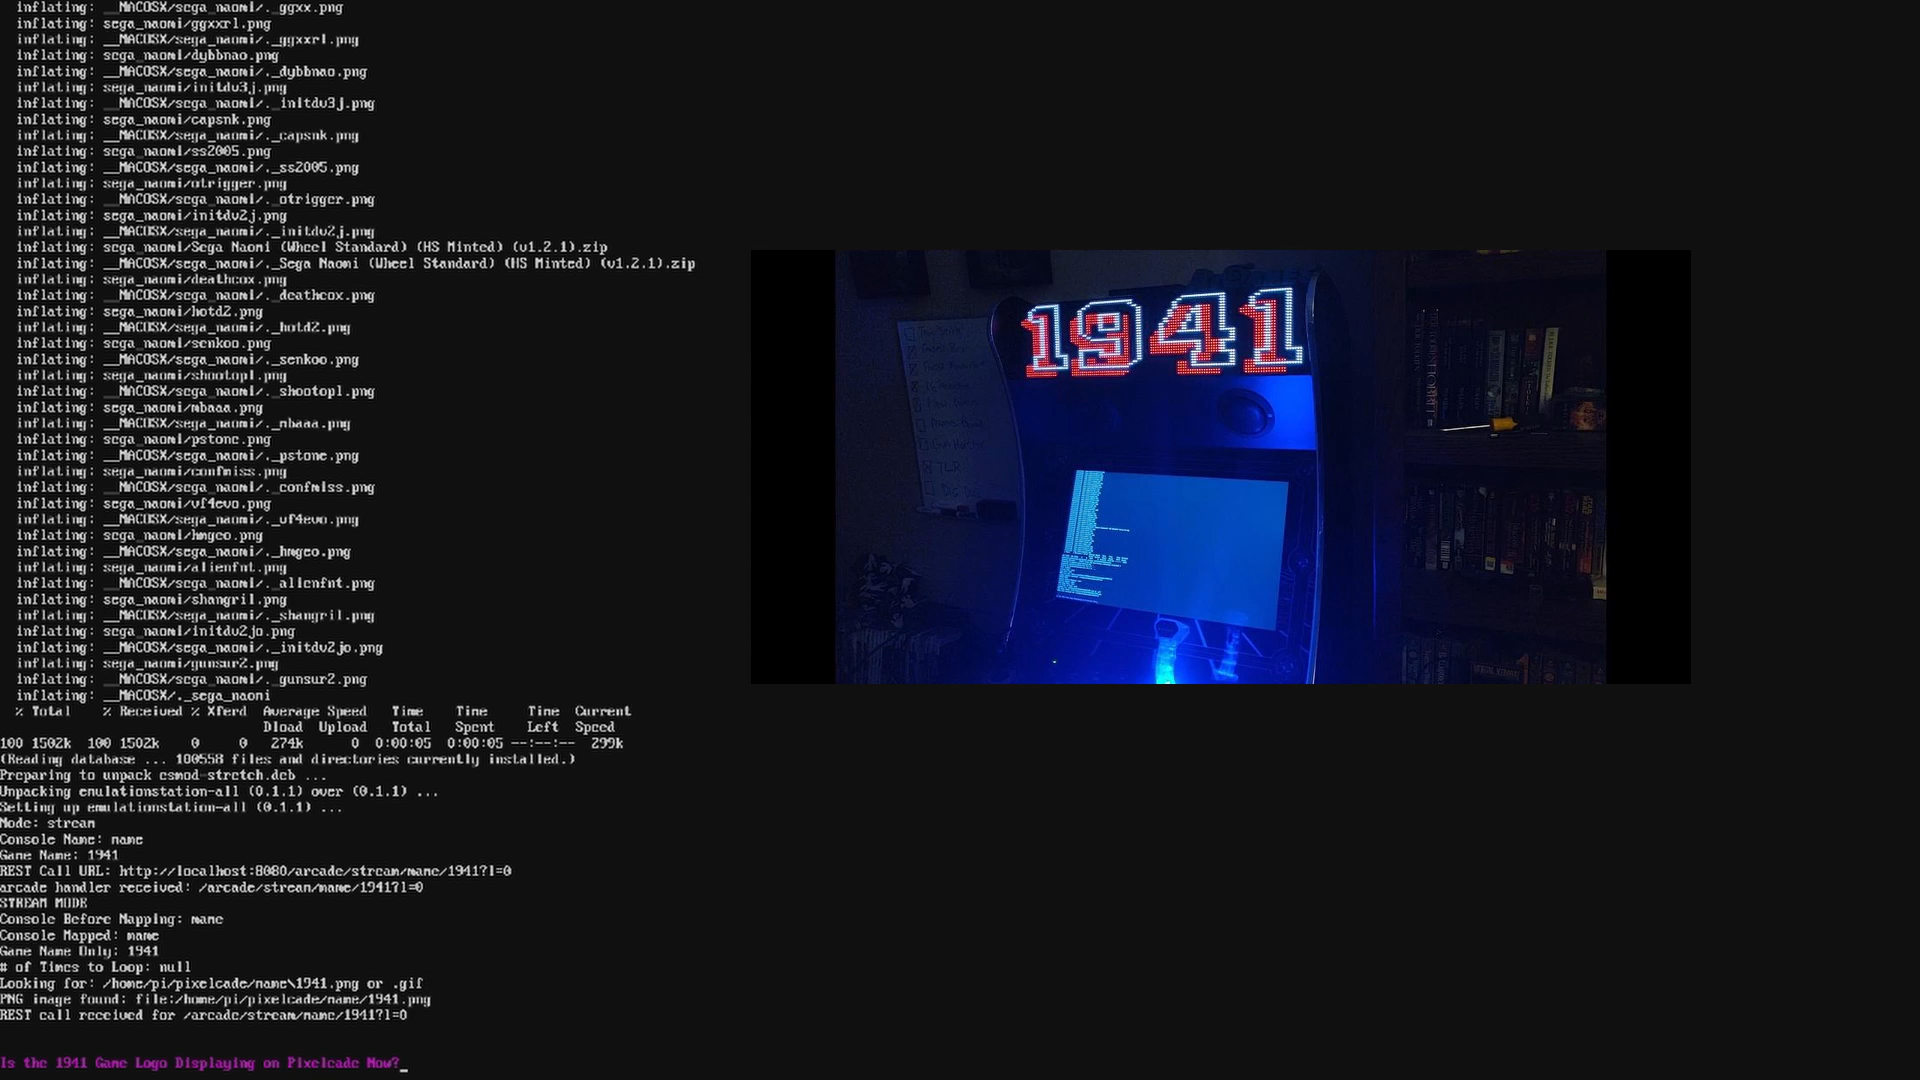 inflating: __MACOSX/sega_naomi/._ggxx.png
inflating: sega_naomi/ggxxrl.png
inflating: __MACOSX/sega_naomi/._ggxxrl.png
inflating: sega_naomi/dybbnao.png
inflating: __MACOSX/sega_naomi/._dybbnao.png
inflating: sega_naomi/initdv3j.png
inflating: __MACOSX/sega_naomi/._initdv3j.png
inflating: sega_naomi/capsnk.png
inflating: __MACOSX/sega_naomi/._capsnk.png
inflating: sega_naomi/ss2005.png
inflating: __MACOSX/sega_naomi/._ss2005.png
inflating: sega_naomi/otrigger.png
inflating: __MACOSX/sega_naomi/._otrigger.png
inflating: sega_naomi/initdv2j.png
inflating: __MACOSX/sega_naomi/._initdv2j.png
inflating: sega_naomi/Sega Naomi (Wheel Standard) (HS Minted) (v1.2.1).zip
inflating: __MACOSX/sega_naomi/._Sega Naomi (Wheel Standard) (HS Minted) (v1.2.1).zip
inflating: sega_naomi/deathcox.png
inflating: __MACOSX/sega_naomi/._deathcox.png
inflating: sega_naomi/hotd2.png
inflating: __MACOSX/sega_naomi/._hotd2.png
inflating: sega_naomi/senkoo.png
inflating: __MACOSX/sega_naomi/._senkoo.png
inflating: sega_naomi/shootopl.png
inflating: __MACOSX/sega_naomi/._shootopl.png
inflating: sega_naomi/mbaaa.png
inflating: __MACOSX/sega_naomi/._mbaaa.png
inflating: sega_naomi/pstone.png
inflating: __MACOSX/sega_naomi/._pstone.png
inflating: sega_naomi/confmiss.png
inflating: __MACOSX/sega_naomi/._confmiss.png
inflating: sega_naomi/vf4evo.png
inflating: __MACOSX/sega_naomi/._vf4evo.png
inflating: sega_naomi/hmgeo.png
inflating: __MACOSX/sega_naomi/._hmgeo.png
inflating: sega_naomi/alienfnt.png
inflating: __MACOSX/sega_naomi/._alienfnt.png
inflating: sega_naomi/shangril.png
inflating: __MACOSX/sega_naomi/._shangril.png
inflating: sega_naomi/initdv2jo.png
inflating: __MACOSX/sega_naomi/._initdv2jo.png
inflating: sega_naomi/gunsur2.png
inflating: __MACOSX/sega_naomi/._gunsur2.png
inflating: __MACOSX/._sega_naomi
% Total % Received % Xferd Average Speed Time Time Time Current
Dload Upload Total Spent Left Speed
100 1502k 100 1502k 0 0 274k 0 0:00:05 0:00:05 --:--:-- 299k
(Reading database ... 100558 files and directories currently installed.)
Preparing to unpack esmod-stretch.deb ...
Unpacking emulationstation-all (0.1.1) over (0.1.1) ...
Setting up emulationstation-all (0.1.1) ...
Mode: stream
Console Name: mame
Game Name: 1941
REST Call URL: http://localhost:8080/arcade/stream/mame/1941?l=0
arcade handler received: /arcade/stream/mame/1941?l=0
STREAM MODE
Console Before Mapping: mame
Console Mapped: mame
Game Name Only: 1941
# of Times to Loop: null
Looking for: /home/pi/pixelcade/mame\1941.png or .gif
PNG image found: file:/home/pi/pixelcade/mame/1941.png
REST call received for /arcade/stream/mame/1941?l=0
Is the 1941 Game Logo Displaying on Pixelcade Now?_
1941
TLR